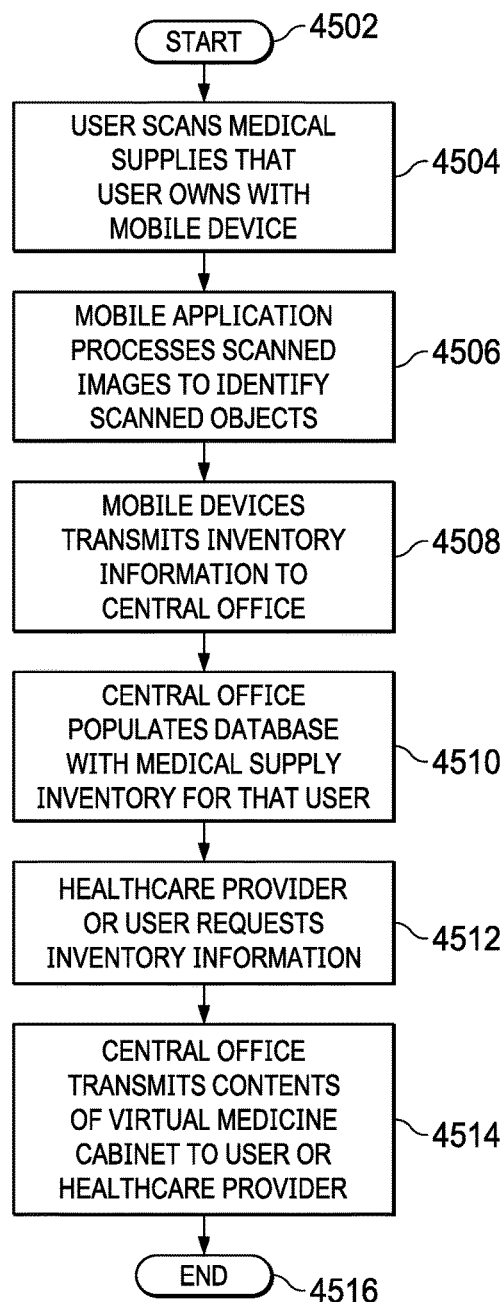 START
4502
USER SCANS MEDICAL
SUPPLIES THAT
USER OWNS WITH
MOBILE DEVICE
4504
MOBILE APPLICATION
PROCESSES SCANNED
IMAGES TO IDENTIFY
SCANNED OBJECTS
4506
MOBILE DEVICES
TRANSMITS INVENTORY
INFORMATION TO
CENTRAL OFFICE
4508
CENTRAL OFFICE
POPULATES DATABASE
WITH MEDICAL SUPPLY
INVENTORY FOR THAT USER
4510
HEALTHCARE PROVIDER
OR USER REQUESTS
INVENTORY INFORMATION
4512
CENTRAL OFFICE
TRANSMITS CONTENTS
OF VIRTUAL MEDICINE
CABINET TO USER OR
HEALTHCARE PROVIDER
4514
END
4516